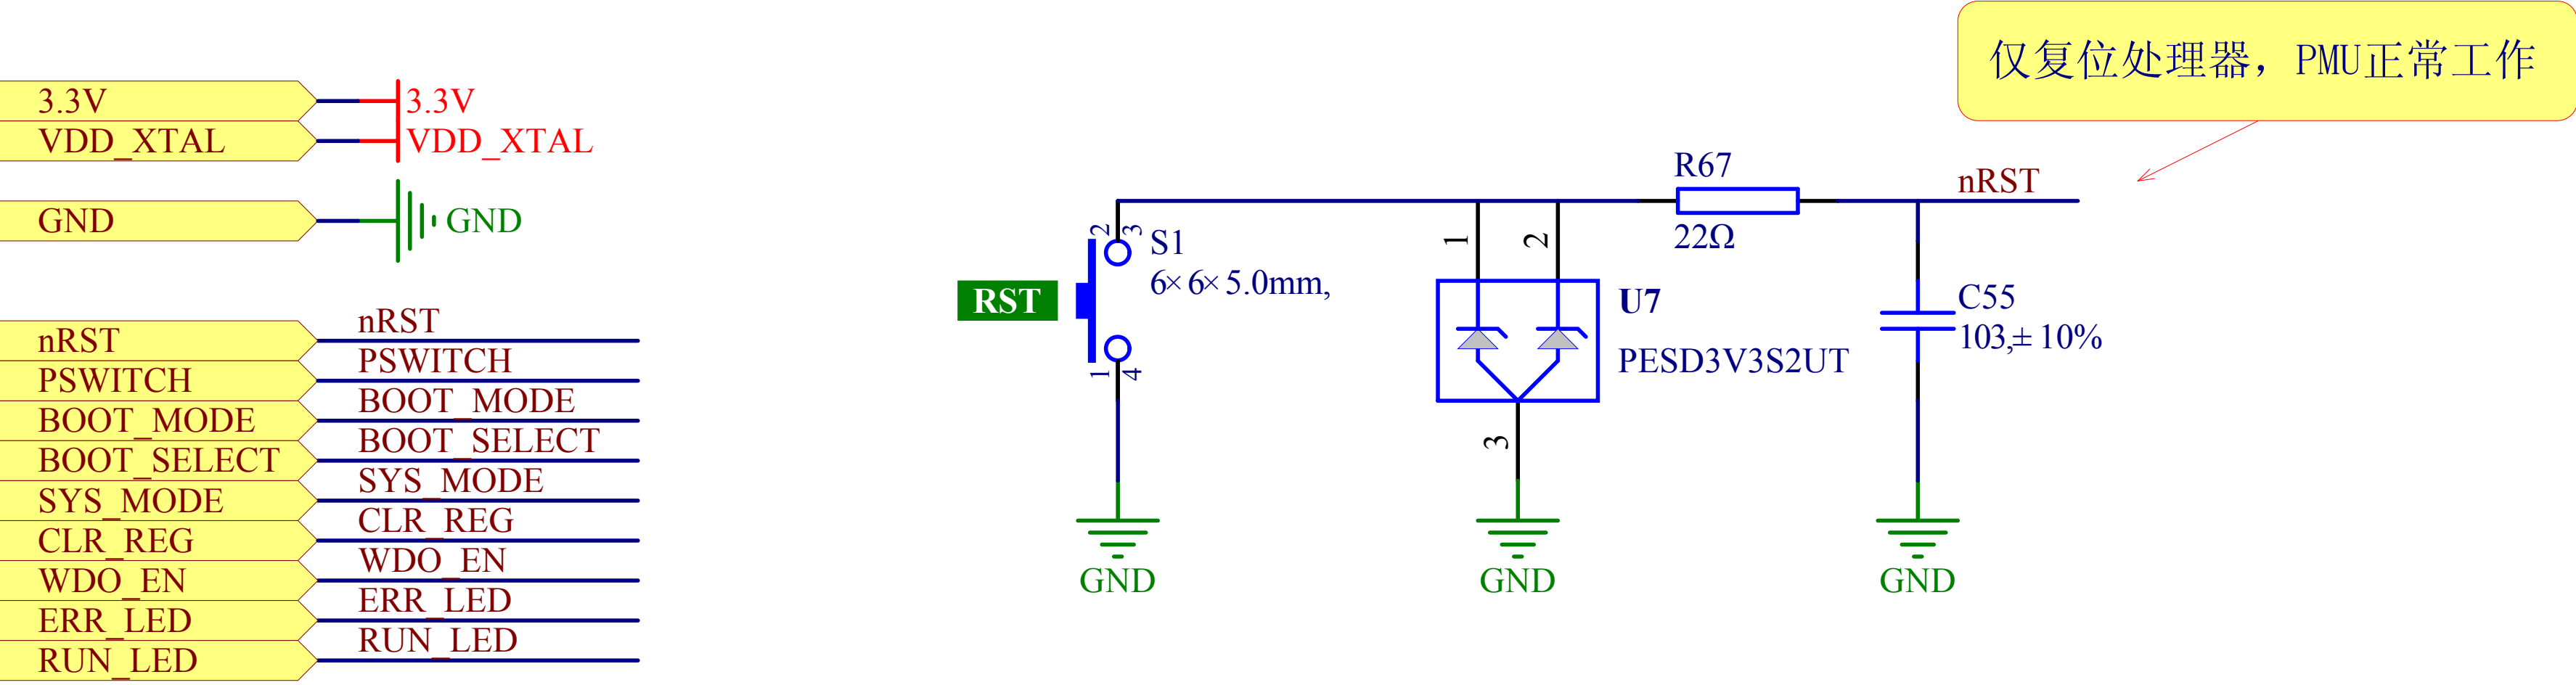 3.3V
3.3V
VDD_XTAL
VDD_XTAL
GND
GND
nRST
nRST
PSWITCH
PSWITCH
BOOT_MODE
BOOT_MODE
BOOT_SELECT
BOOT_SELECT
SYS_MODE
SYS_MODE
CLR_REG
CLR_REG
WDO_EN
WDO_EN
ERR_LED
ERR_LED
RUN_LED
RUN_LED
RST
2
3
S1
6×6×5.0mm,
1
4
GND
1
2
U7
PESD3V3S2UT
3
GND
R67
22Ω
nRST
C55
103,±10%
GND
仅复位处理器，PMU正常工作